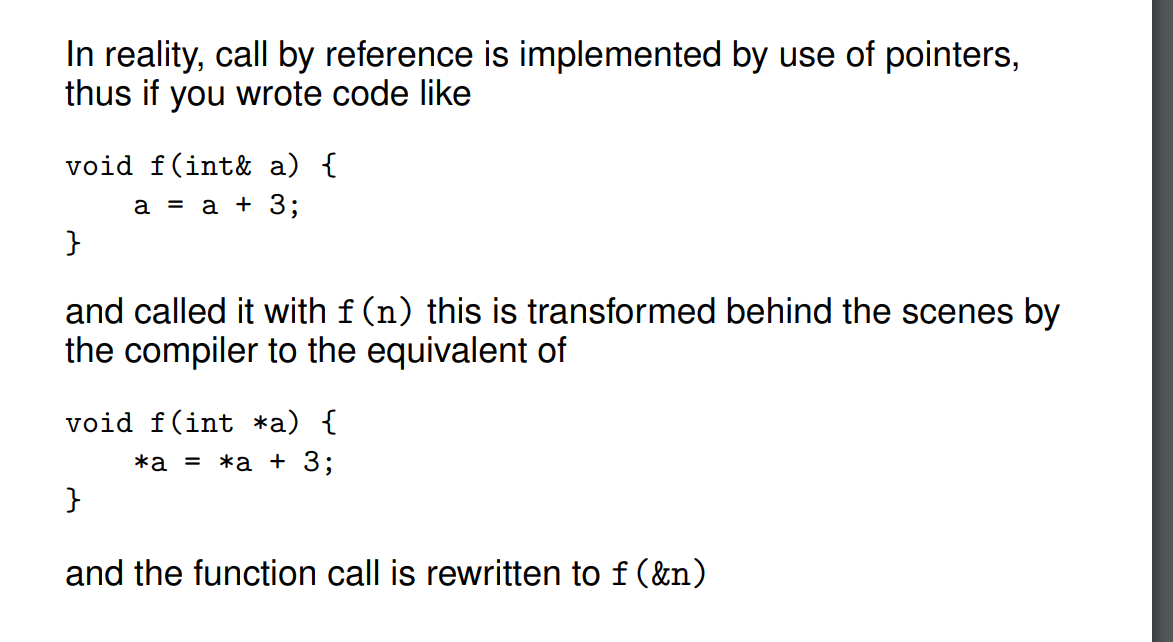 In reality, call by reference is implemented by use of pointers,
thus if you wrote code like
void f(int& a) {
    a = a + 3;
}
and called it with f(n) this is transformed behind the scenes by
the compiler to the equivalent of
void f(int *a) {
    *a = *a + 3;
}
and the function call is rewritten to f(&n)